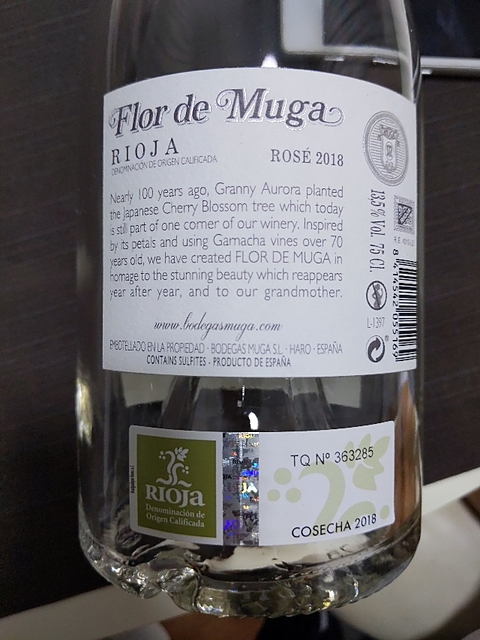 Flor de Muga
RIOJA
DENOMINACIÓN DE ORIGEN CALIFICADA
ROSÉ 2018
Nearly 100 years ago, Granny Aurora planted
the Japanese Cherry Blossom tree which today
is still part of one corner of our winery. Inspired
by its petals and using Garnacha vines over 70
years old, we have created FLOR DE MUGA in
homage to the stunning beauty which reappears
year after year, and to our grandmother.
www.bodegasmuga.com
EMBOTELLADO EN LA PROPIEDAD · BODEGAS MUGA S.L. · HARO · ESPAÑA
CONTAINS SULFITES · PRODUCTO DE ESPAÑA
13,5 % Vol. 75 Cl.
L-1397
8 414542 055169
RIOJA
Denominación de
Origen Calificada
TQ Nº 363285
COSECHA 2018